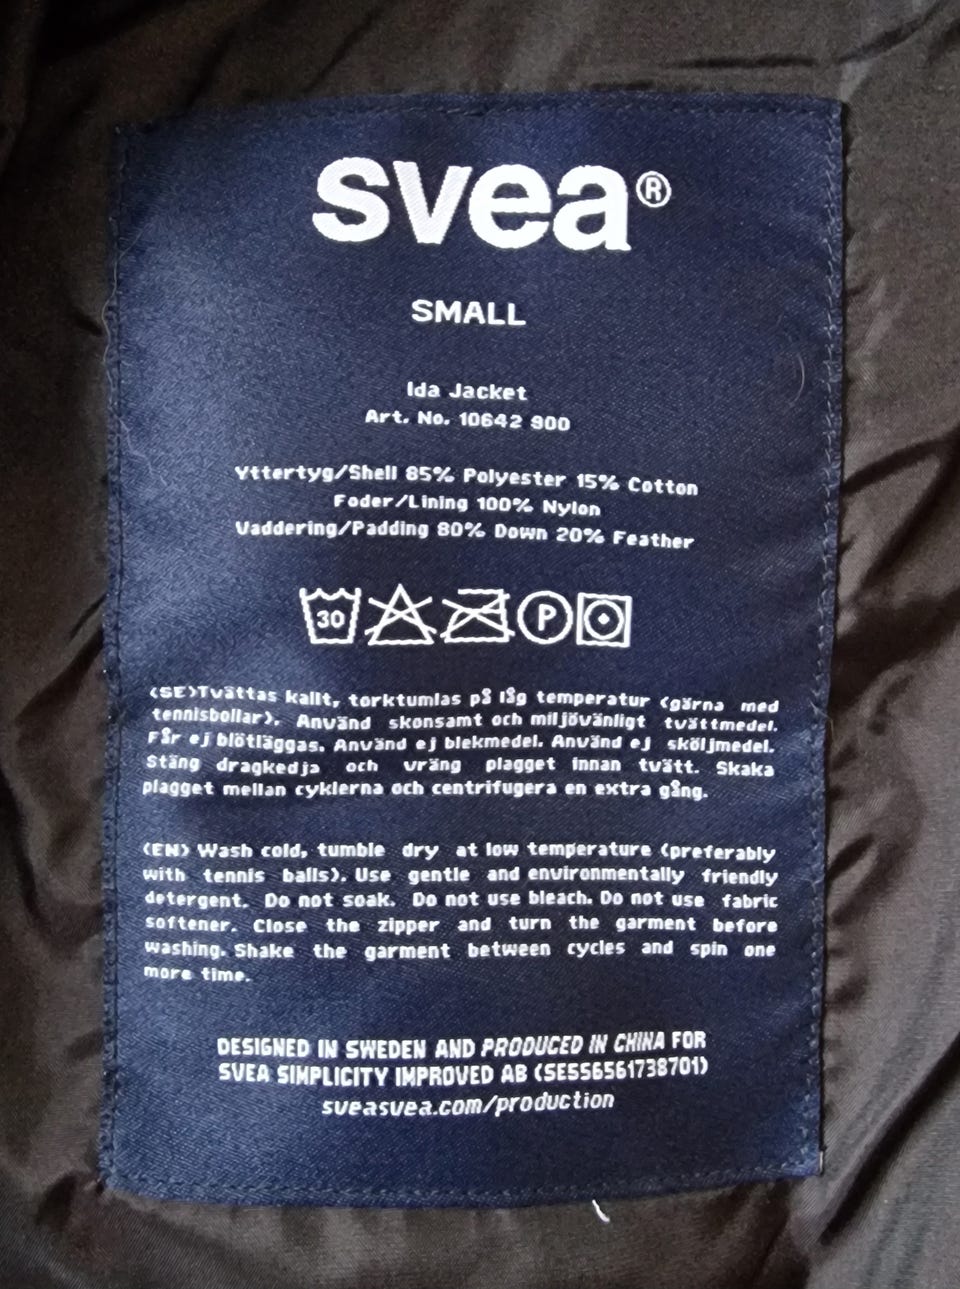 svea®
SMALL
Ida Jacket
Art. No. 10642 900
Yttertyg/Shell 85% Polyester 15% Cotton
Foder/Lining 100% Nylon
Vaddering/Padding 80% Down 20% Feather
30 P
(SE)Tvättas kallt, torktumlas på låg temperatur (gärna med
tennisbollar). Använd skonsamt och miljövänligt tvättmedel.
Får ej blötläggas. Använd ej blekmedel. Använd ej sköljmedel.
Stäng dragkedja och vräng plagget innan tvätt. Skaka
plagget mellan cyklerna och centrifugera en extra gång.
(EN) Wash cold, tumble dry at low temperature (preferably
with tennis balls). Use gentle and environmentally friendly
detergent. Do not soak. Do not use bleach. Do not use fabric
softener. Close the zipper and turn the garment before
washing. Shake the garment between cycles and spin one
more time.
DESIGNED IN SWEDEN AND PRODUCED IN CHINA FOR
SVEA SIMPLICITY IMPROVED AB (SE556561738701)
sveasvea.com/production